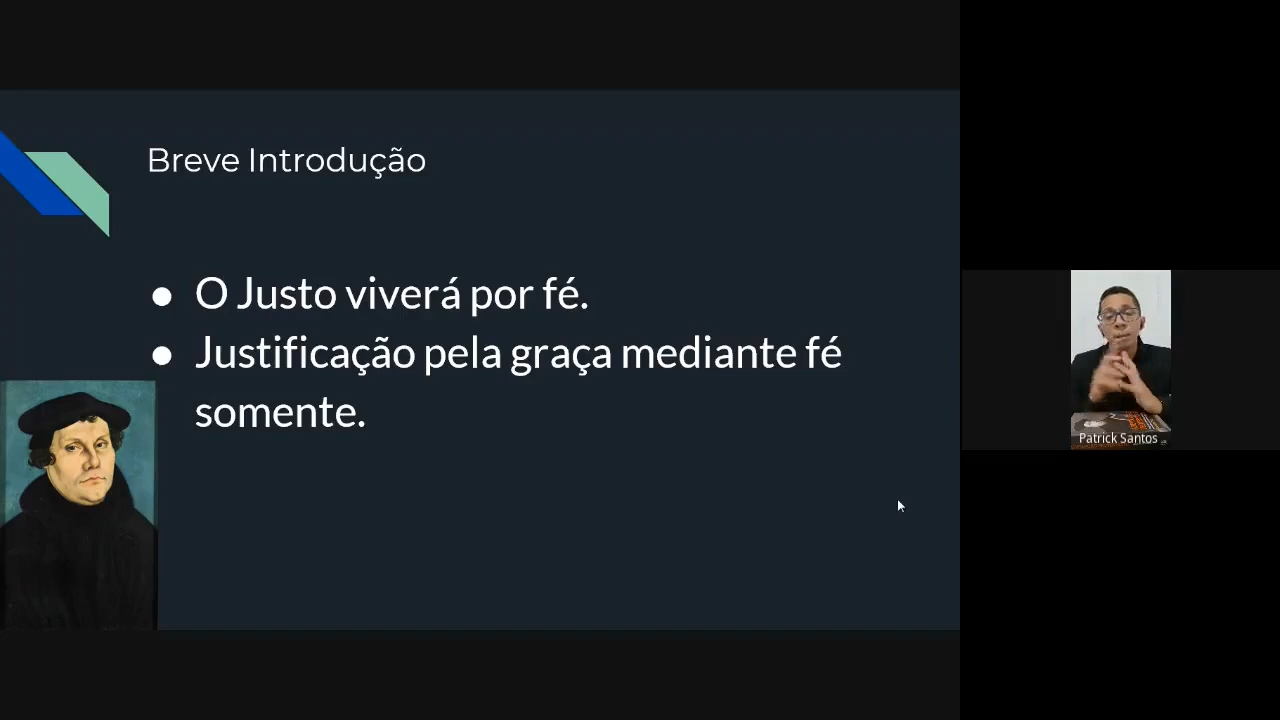 Breve Introdução
● O Justo viverá por fé.
● Justificação pela graça mediante fé
somente.
Patrick Santos